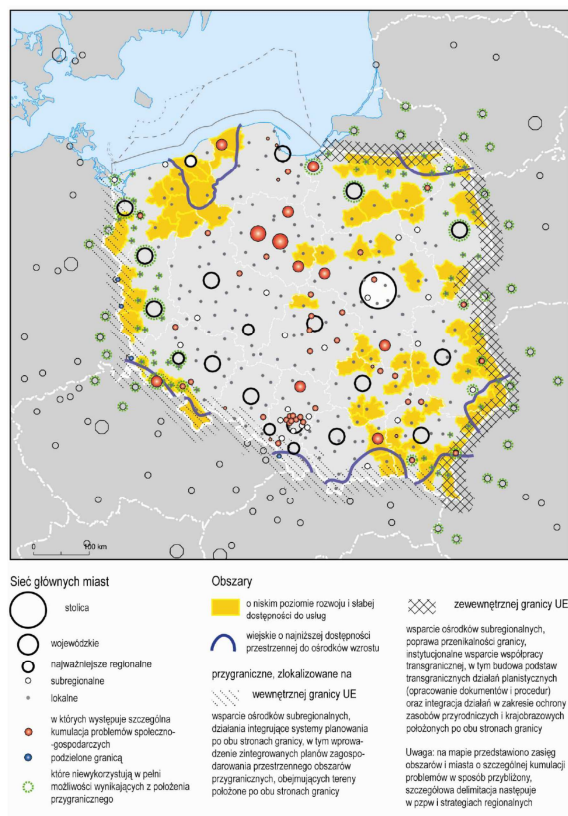 0 100 km
Sieć głównych miast
stolica
wojewódzkie
najważniejsze regionalne
subregionalne
lokalne
w których występuje szczególna
kumulacja problemów społeczno-
-gospodarczych
podzielone granicą
które niewykorzystują w pełni
możliwości wynikających z położenia
przygranicznego
Obszary
o niskim poziomie rozwoju i słabej
dostępności do usług
wiejskie o najniższej dostępności
przestrzennej do ośrodków wzrostu
przygraniczne, zlokalizowane na
wewnętrznej granicy UE
wsparcie ośrodków subregionalnych,
działania integrujące systemy planowania
po obu stronach granicy, w tym wprowa-
dzenie zintegrowanych planów zagospo-
darowania przestrzennego obszarów
przygranicznych, obejmujących tereny
położone po obu stronach granicy
zewewnętrznej granicy UE
wsparcie ośrodków subregionalnych,
poprawa przenikalności granicy,
instytucjonalne wsparcie współpracy
transgranicznej, w tym budowa podstaw
transgranicznych działań planistycznych
(opracowanie dokumentów i procedur)
oraz integracja działań w zakresie ochrony
zasobów przyrodniczych i krajobrazowych
położonych po obu stronach granicy
Uwaga: na mapie przedstawiono zasięg
obszarów i miasta o szczególnej kumulacji
problemów w sposób przybliżony,
szczegółowa delimitacja następuje
w pzpw i strategiach regionalnych